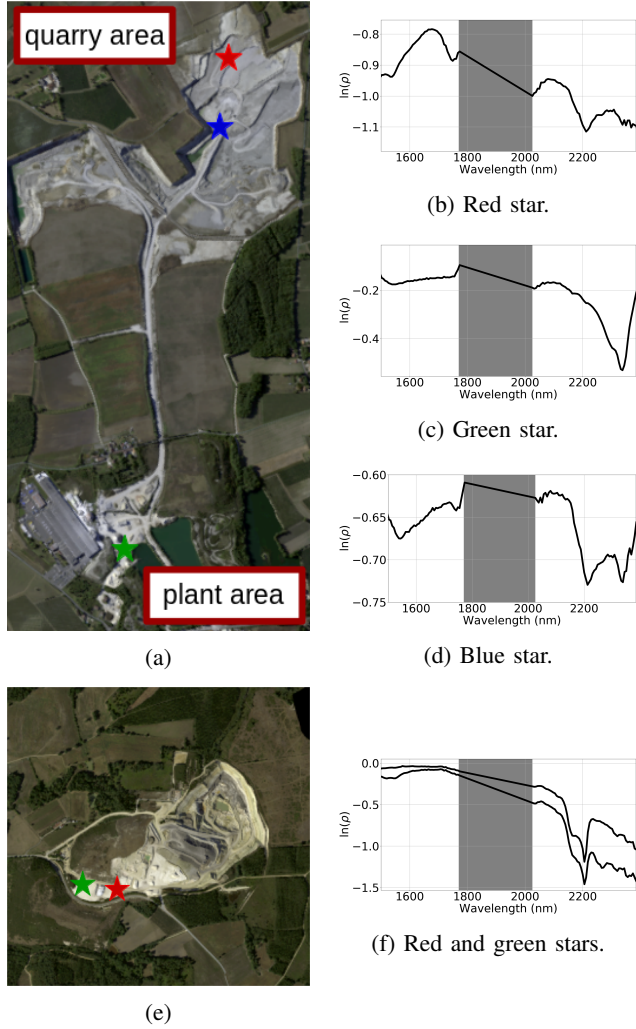 quarry area
plant area
(a)
−0.8
−0.9
−1.0
−1.1
ln(ρ)
1600 1800 2000 2200
Wavelength (nm)
(b) Red star.
−0.2
−0.4
ln(ρ)
1600 1800 2000 2200
Wavelength (nm)
(c) Green star.
−0.60
−0.65
−0.70
−0.75
ln(ρ)
1600 1800 2000 2200
Wavelength (nm)
(d) Blue star.
(e)
0.0
−0.5
−1.0
−1.5
ln(ρ)
1600 1800 2000 2200
Wavelength (nm)
(f) Red and green stars.